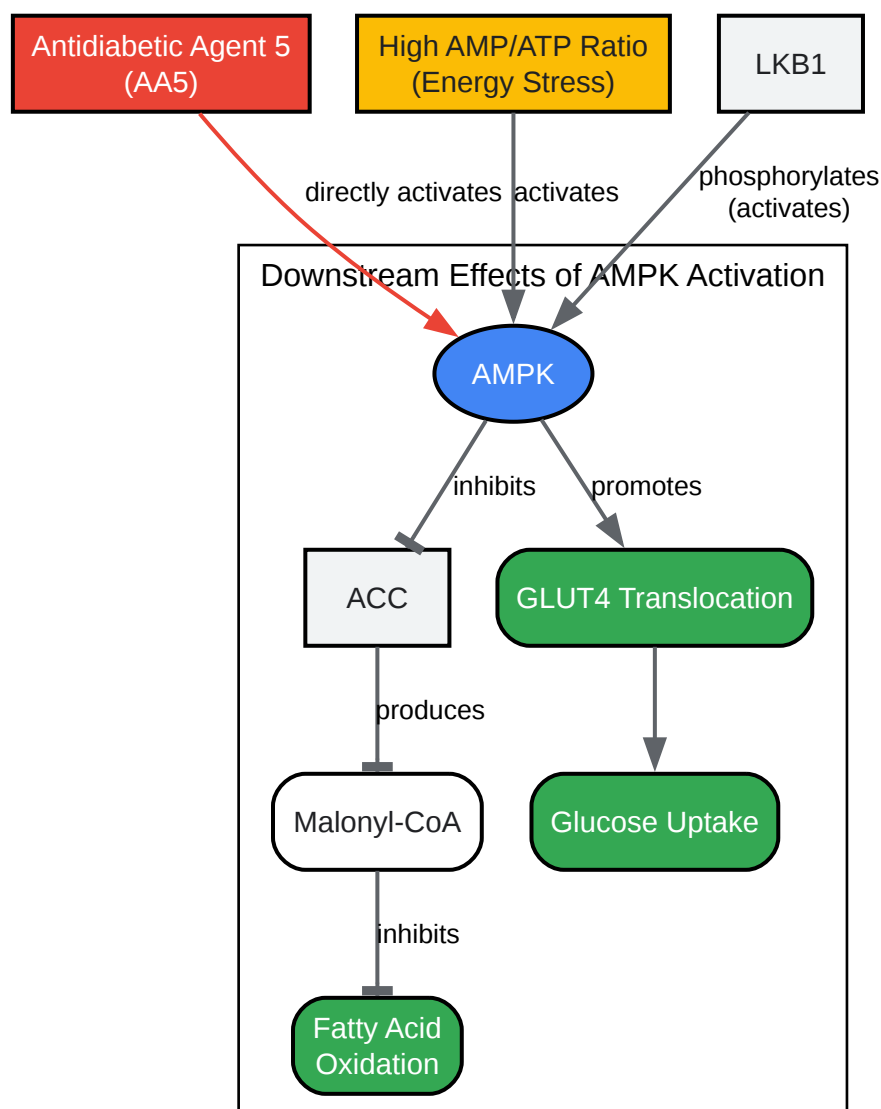 Antidiabetic Agent 5
(AA5)
High AMP/ATP Ratio
(Energy Stress)
LKB1
directly activates
activates
phosphorylates
(activates)
Downstream Effects of AMPK Activation
AMPK
inhibits
promotes
ACC
GLUT4 Translocation
produces
Malonyl-CoA
Glucose Uptake
inhibits
Fatty Acid
Oxidation